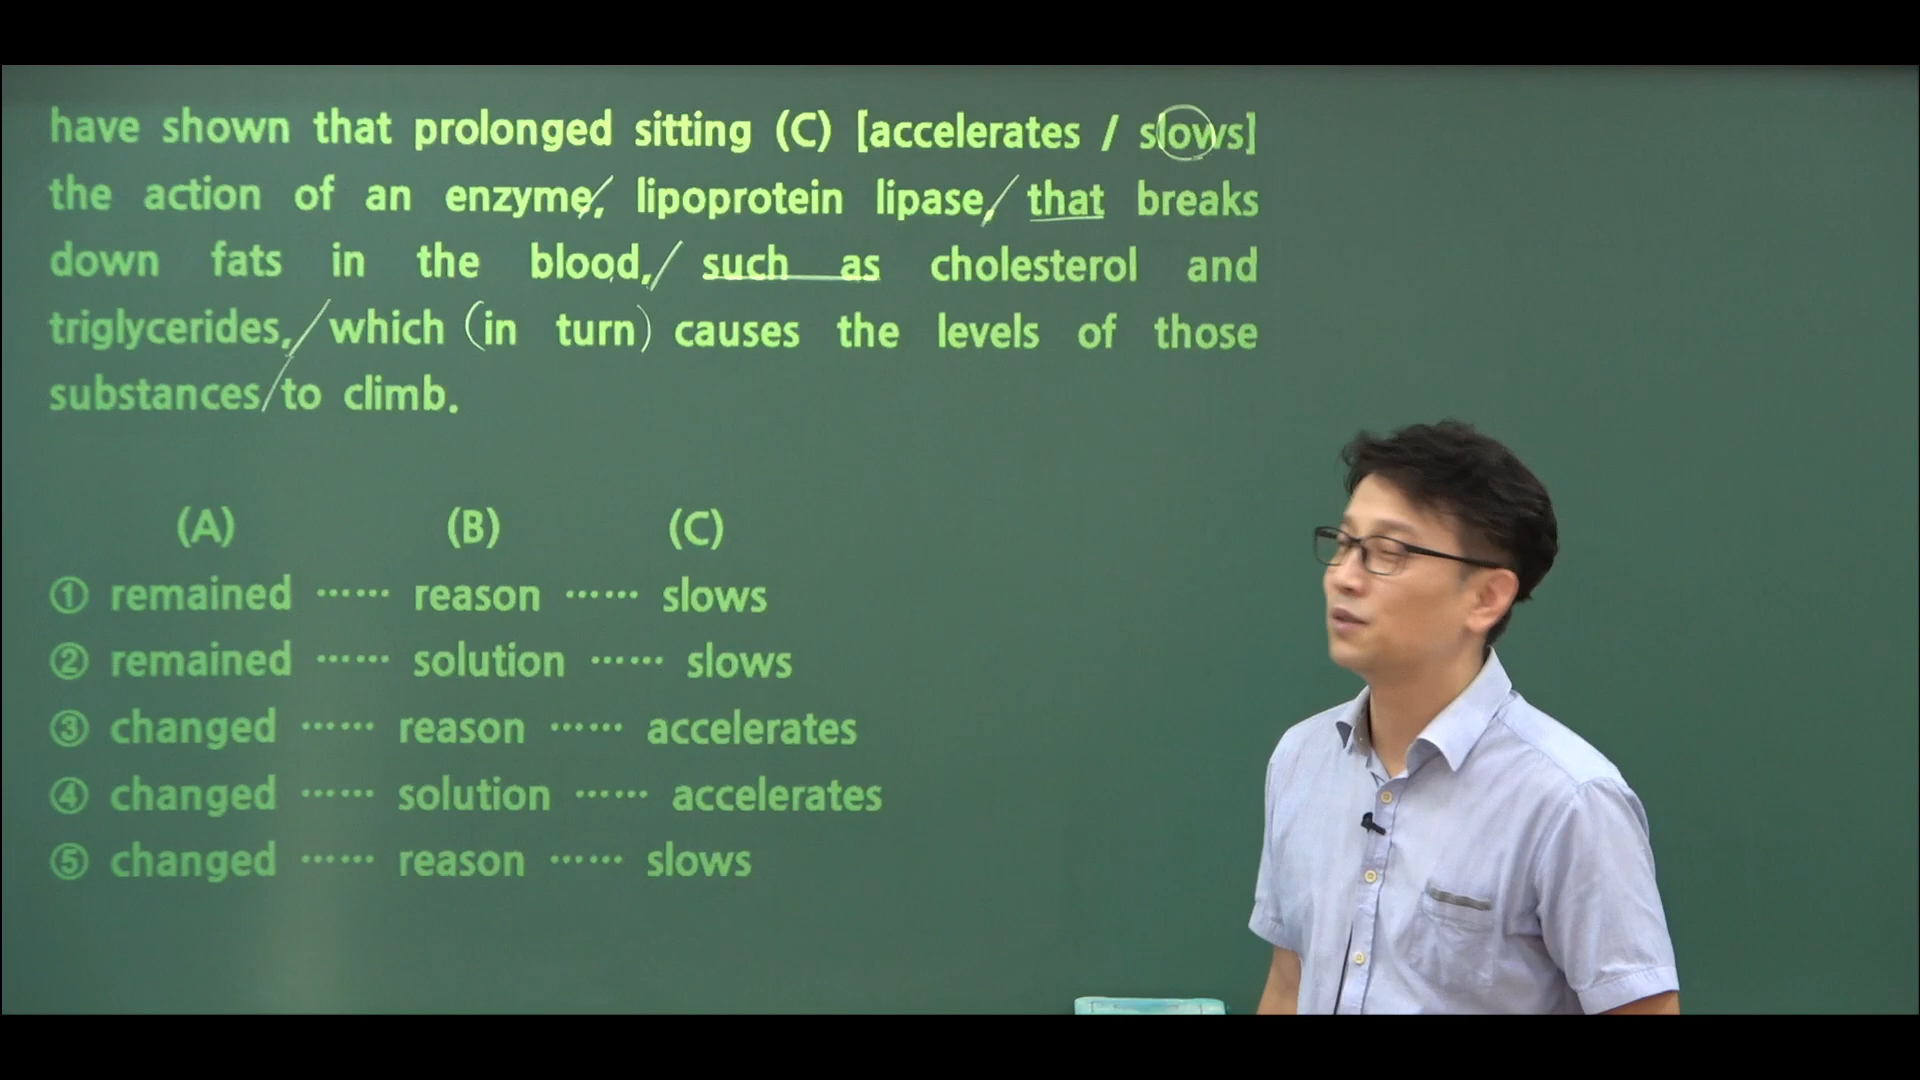 have shown that prolonged sitting (C) [accelerates / slows]
the action of an enzyme, lipoprotein lipase, that breaks
down fats in the blood, such as cholesterol and
triglycerides, which (in turn) causes the levels of those
substances to climb.
(A) (B) (C)
① remained …… reason …… slows
② remained …… solution …… slows
③ changed …… reason …… accelerates
④ changed …… solution …… accelerates
⑤ changed …… reason …… slows